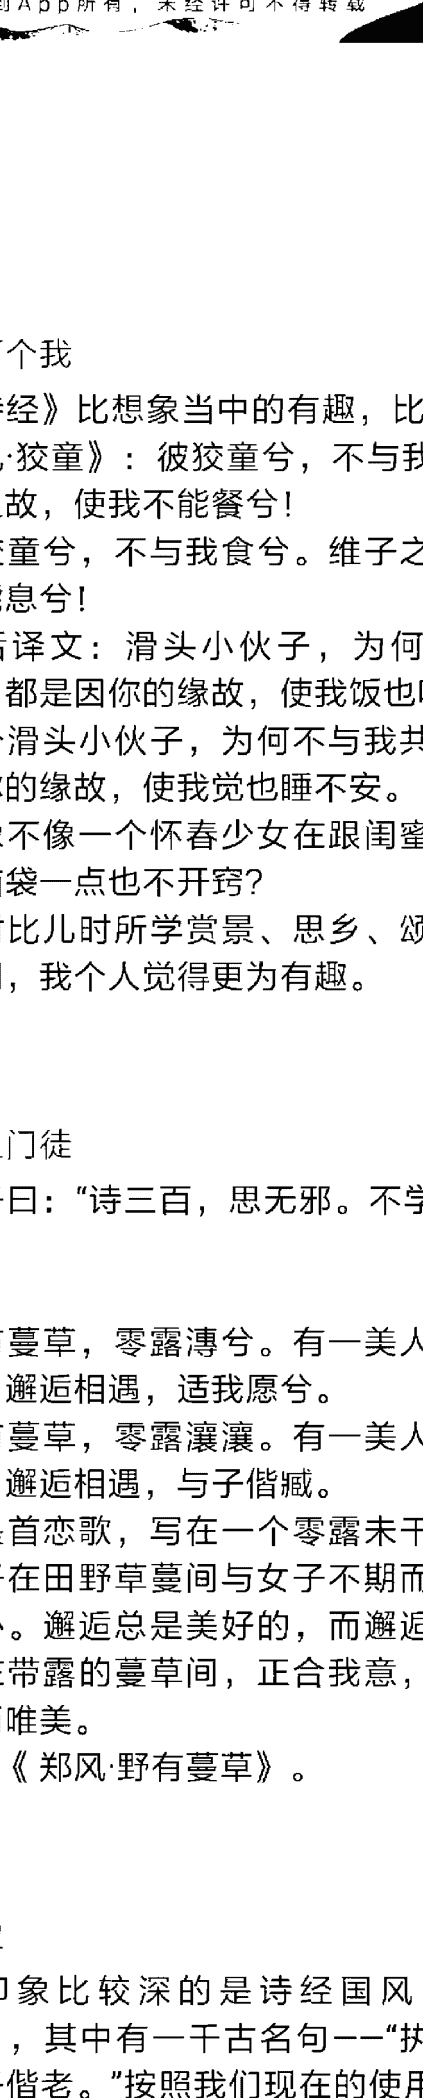 App所有，未经许可不得转载
个我
经》比想象当中的有趣，比
·狡童》：彼狡童兮，不与我
故，使我不能餐兮！
童兮，不与我食兮。维子之
息兮！
译文：滑头小伙子，为何
都是因你的缘故，使我饭也
滑头小伙子，为何不与我共
的缘故，使我觉也睡不安。
不像一个怀春少女在跟闺蜜
袋一点也不开窍？
比儿时所学赏景、思乡、颂
，我个人觉得更为有趣。
门徒
曰：“诗三百，思无邪。不学
蔓草，零露漙兮。有一美人
邂逅相遇，适我愿兮。
蔓草，零露瀼瀼。有一美人
邂逅相遇，与子偕臧。
首恋歌，写在一个零露未干
在田野草蔓间与女子不期而
。邂逅总是美好的，而邂逅
带露的蔓草间，正合我意，
唯美。
《郑风·野有蔓草》。
印象比较深的是诗经国风
，其中有一千古名句——“执
偕老。”按照我们现在的使用